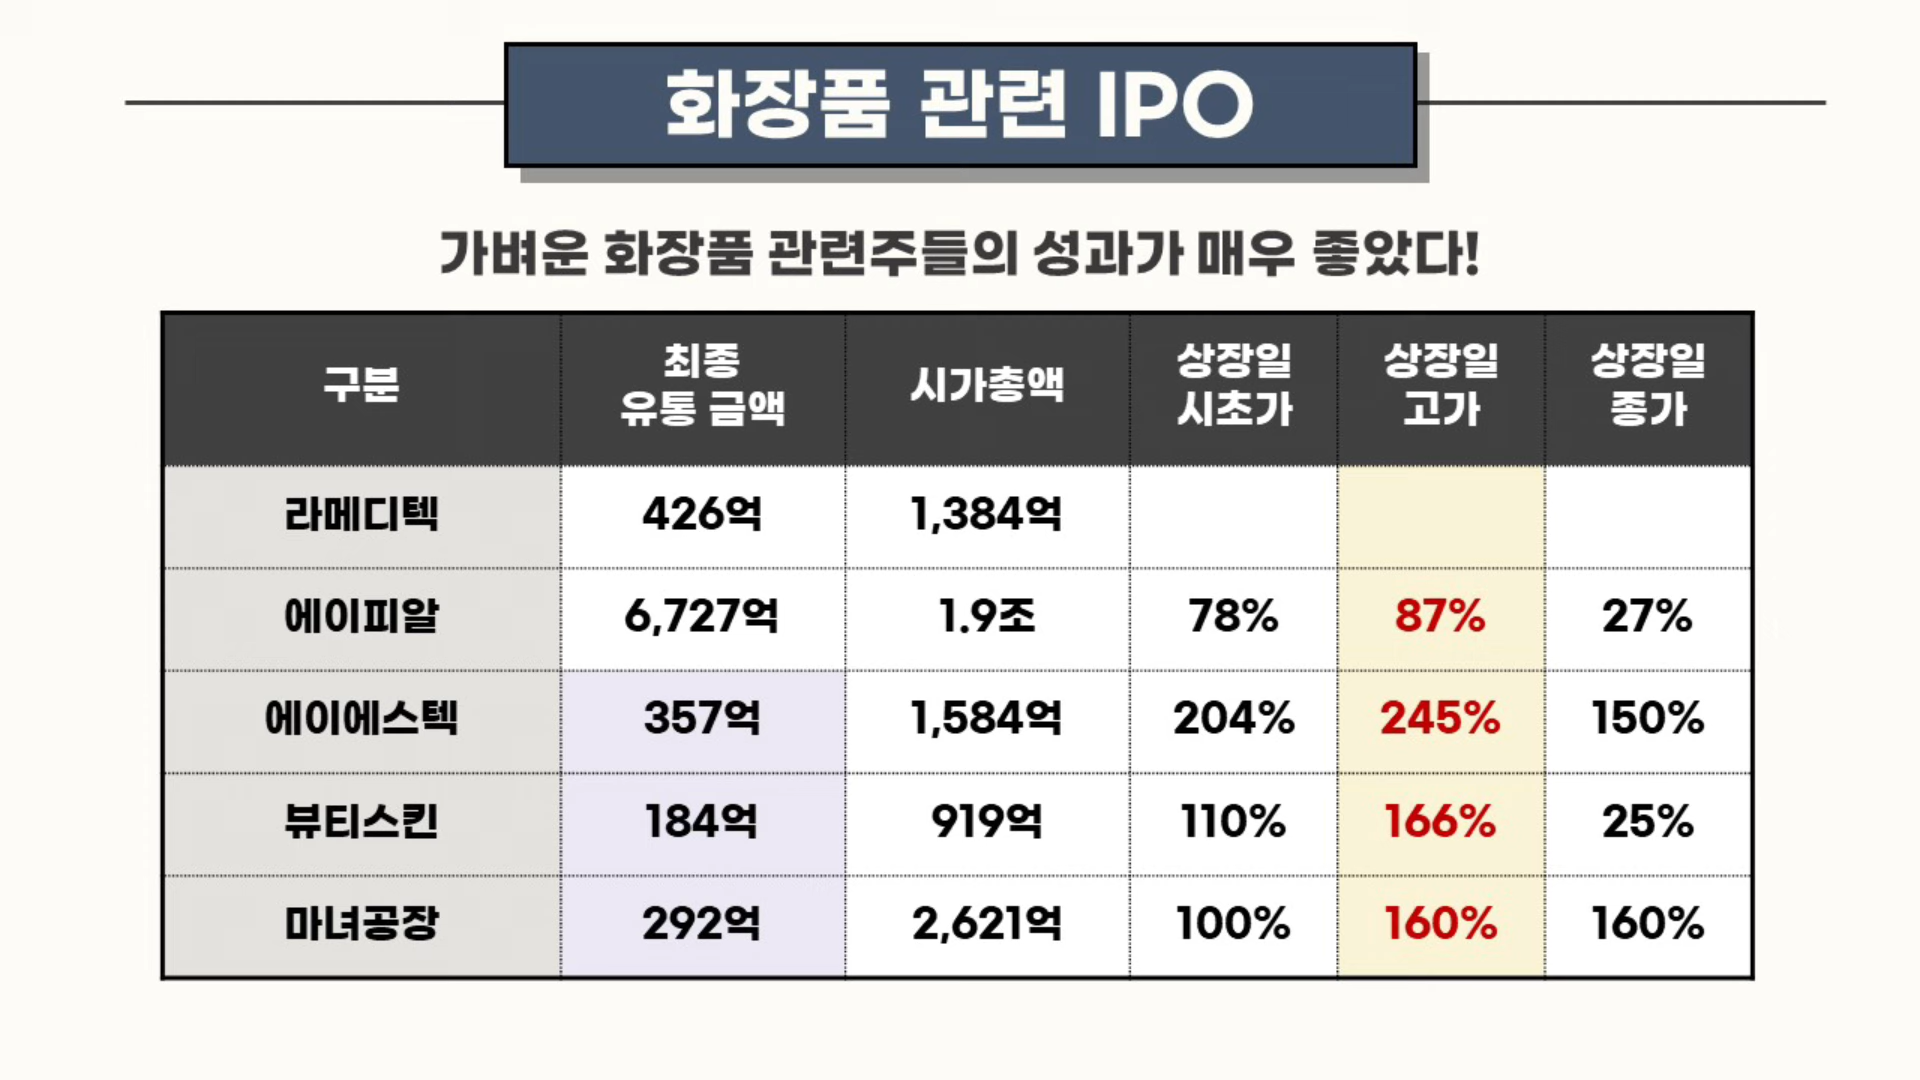 화장품 관련 IPO
가벼운 화장품 관련주들의 성과가 매우 좋았다!
구분 최종 유통 금액 시가총액 상장일 시초가 상장일 고가 상장일 종가
라메디텍 426억 1,384억
에이피알 6,727억 1.9조 78% 87% 27%
에이에스텍 357억 1,584억 204% 245% 150%
뷰티스킨 184억 919억 110% 166% 25%
마녀공장 292억 2,621억 100% 160% 160%